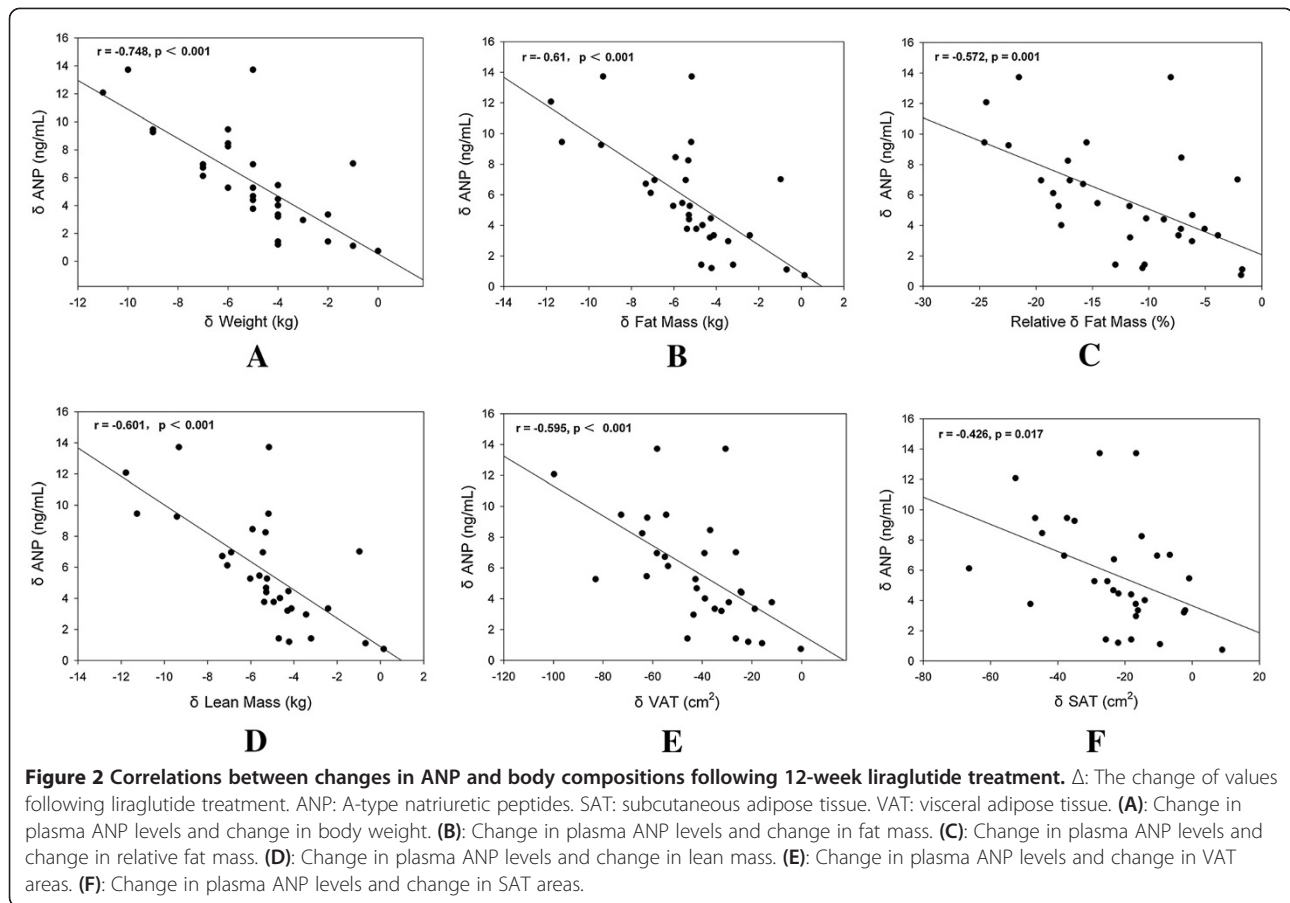 r = -0.748, p < 0.001
16
14
12
10
8
6
4
2
0
δ ANP (ng/mL)
-12 -10 -8 -6 -4 -2 0
δ Weight (kg)
A
r =- 0.61, p < 0.001
16
14
12
10
8
6
4
2
0
δ ANP (ng/mL)
-14 -12 -10 -8 -6 -4 -2 0 2
δ Fat Mass (kg)
B
r = -0.572, p = 0.001
16
14
12
10
8
6
4
2
0
δ ANP (ng/mL)
-30 -25 -20 -15 -10 -5 0
Relative δ Fat Mass (%)
C
r = -0.601, p < 0.001
16
14
12
10
8
6
4
2
0
δ ANP (ng/mL)
-14 -12 -10 -8 -6 -4 -2 0 2
δ Lean Mass (kg)
D
r = -0.595, p < 0.001
16
14
12
10
8
6
4
2
0
δ ANP (ng/mL)
-120 -100 -80 -60 -40 -20 0
δ VAT (cm²)
E
r = -0.426, p = 0.017
16
14
12
10
8
6
4
2
0
δ ANP (ng/mL)
-80 -60 -40 -20 0 20
δ SAT (cm²)
F
Figure 2 Correlations between changes in ANP and body compositions following 12-week liraglutide treatment. Δ: The change of values
following liraglutide treatment. ANP: A-type natriuretic peptides. SAT: subcutaneous adipose tissue. VAT: visceral adipose tissue. (A): Change in
plasma ANP levels and change in body weight. (B): Change in plasma ANP levels and change in fat mass. (C): Change in plasma ANP levels and
change in relative fat mass. (D): Change in plasma ANP levels and change in lean mass. (E): Change in plasma ANP levels and change in VAT
areas. (F): Change in plasma ANP levels and change in SAT areas.